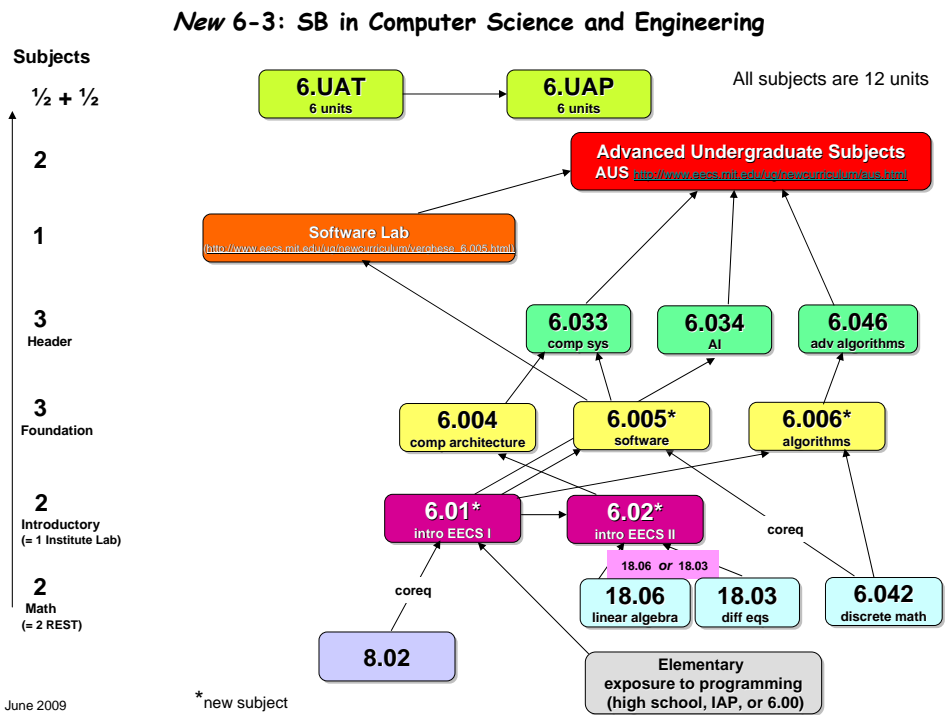 New 6-3: SB in Computer Science and Engineering
Subjects
½ + ½
6.UAT
6 units
6.UAP
6 units
All subjects are 12 units
2
Advanced Undergraduate Subjects
AUS http://www.eecs.mit.edu/ug/newcurriculum/aus.html
1
Software Lab
(http://www.eecs.mit.edu/ug/newcurriculum/verghese_6.005.html)
3
Header
6.033
comp sys
6.034
AI
6.046
adv algorithms
3
Foundation
6.004
comp architecture
6.005*
software
6.006*
algorithms
2
Introductory
(= 1 Institute Lab)
6.01*
intro EECS I
6.02*
intro EECS II
coreq
18.06 or 18.03
2
Math
(= 2 REST)
coreq
18.06
linear algebra
18.03
diff eqs
6.042
discrete math
8.02
Elementary
exposure to programming
(high school, IAP, or 6.00)
June 2009
*new subject